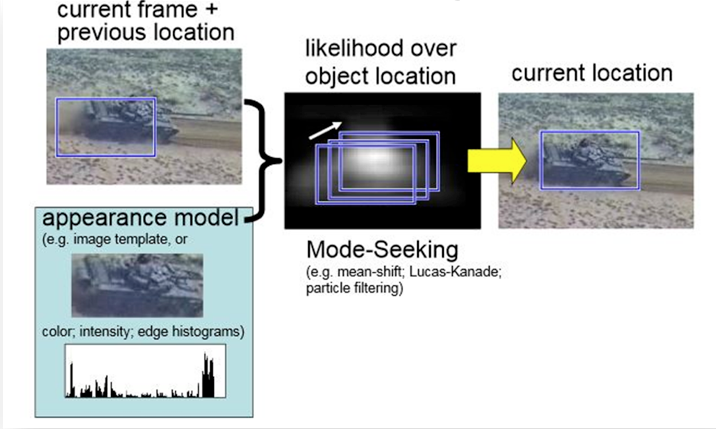 current frame +
previous location
likelihood over
object location
current location
appearance model
(e.g. image template, or
color; intensity; edge histograms)
Mode-Seeking
(e.g. mean-shift; Lucas-Kanade;
particle filtering)